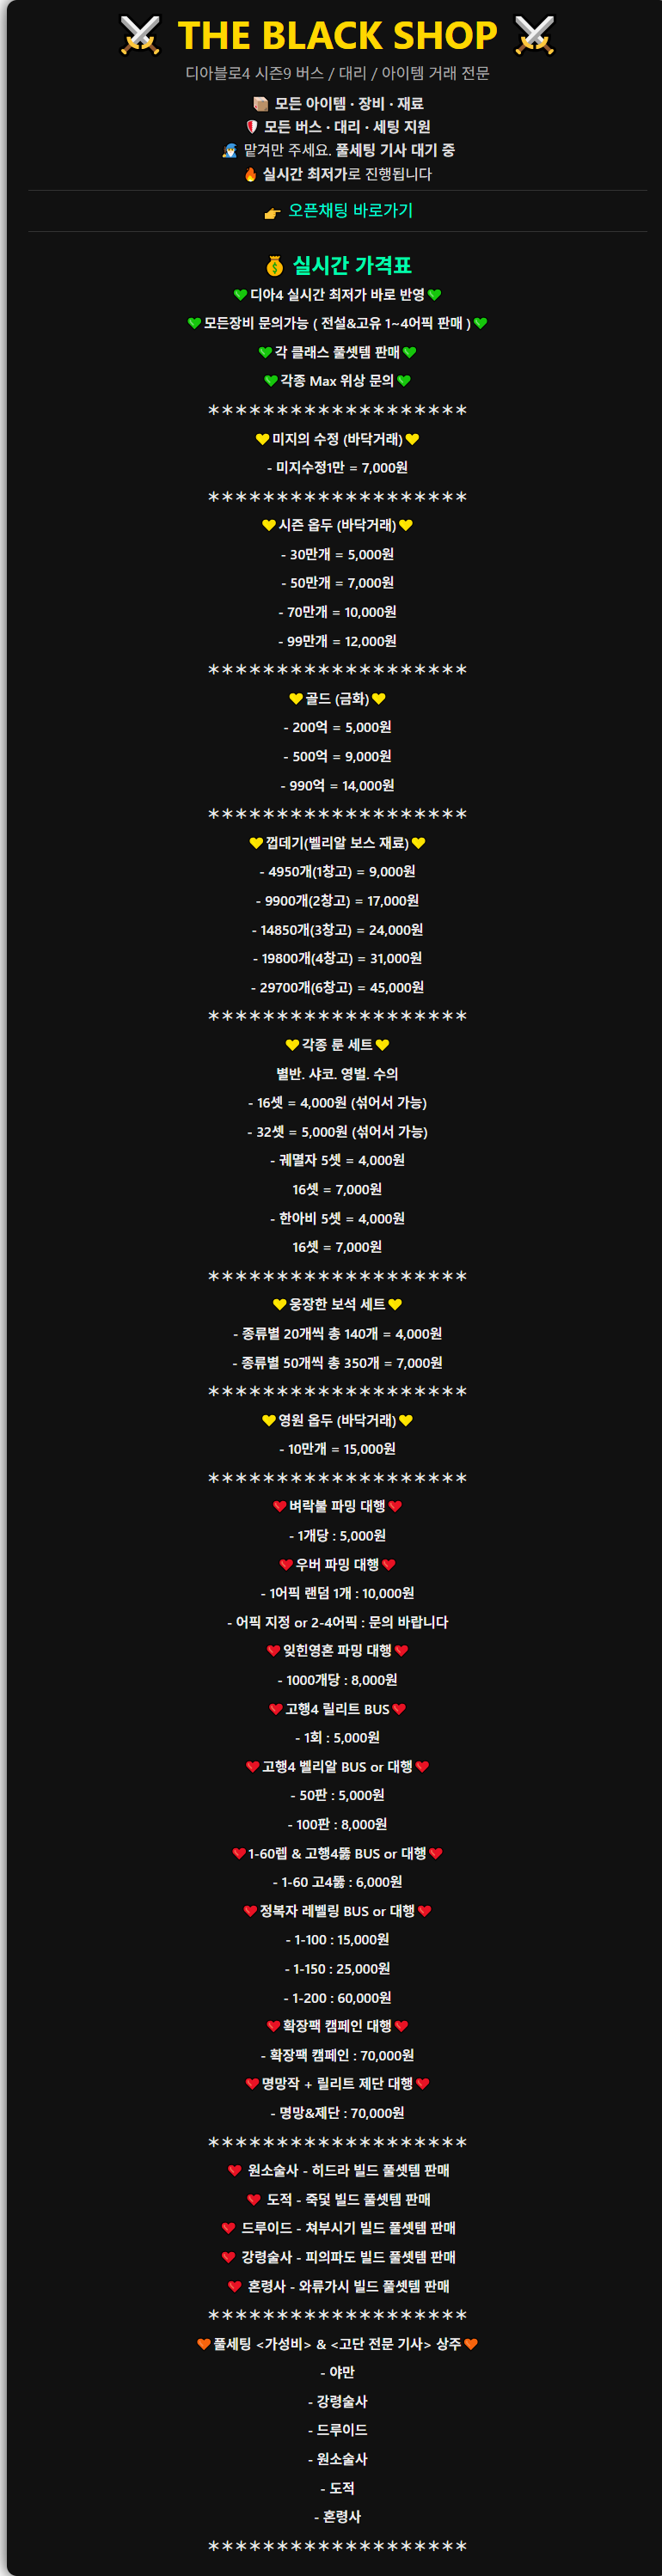 ⚔️ THE BLACK SHOP ⚔️
디아블로4 시즌9 버스 / 대리 / 아이템 거래 전문
📦 모든 아이템 · 장비 · 재료
🛡️ 모든 버스 · 대리 · 세팅 지원
🧙‍♂️ 맡겨만 주세요. 풀세팅 기사 대기 중
🔥 실시간 최저가로 진행됩니다
👉 오픈채팅 바로가기
💰 실시간 가격표
💚디아4 실시간 최저가 바로 반영💚
💚모든장비 문의가능 ( 전설&고유 1~4어픽 판매 )💚
💚각 클래스 풀셋템 판매💚
💚각종 Max 위상 문의💚
＊＊＊＊＊＊＊＊＊＊＊＊＊＊＊＊＊＊＊
💛미지의 수정 (바닥거래)💛
- 미지수정1만 = 7,000원
＊＊＊＊＊＊＊＊＊＊＊＊＊＊＊＊＊＊＊
💛시즌 옵두 (바닥거래)💛
- 30만개 = 5,000원
- 50만개 = 7,000원
- 70만개 = 10,000원
- 99만개 = 12,000원
＊＊＊＊＊＊＊＊＊＊＊＊＊＊＊＊＊＊＊
💛골드 (금화)💛
- 200억 = 5,000원
- 500억 = 9,000원
- 990억 = 14,000원
＊＊＊＊＊＊＊＊＊＊＊＊＊＊＊＊＊＊＊
💛껍데기(벨리알 보스 재료)💛
- 4950개(1창고) = 9,000원
- 9900개(2창고) = 17,000원
- 14850개(3창고) = 24,000원
- 19800개(4창고) = 31,000원
- 29700개(6창고) = 45,000원
＊＊＊＊＊＊＊＊＊＊＊＊＊＊＊＊＊＊＊
💛각종 룬 세트💛
별반. 샤코. 영벌. 수의
- 16셋 = 4,000원 (섞어서 가능)
- 32셋 = 5,000원 (섞어서 가능)
- 궤멸자 5셋 = 4,000원
16셋 = 7,000원
- 한아비 5셋 = 4,000원
16셋 = 7,000원
＊＊＊＊＊＊＊＊＊＊＊＊＊＊＊＊＊＊＊
💛웅장한 보석 세트💛
- 종류별 20개씩 총 140개 = 4,000원
- 종류별 50개씩 총 350개 = 7,000원
＊＊＊＊＊＊＊＊＊＊＊＊＊＊＊＊＊＊＊
💛영원 옵두 (바닥거래)💛
- 10만개 = 15,000원
＊＊＊＊＊＊＊＊＊＊＊＊＊＊＊＊＊＊＊
❤️벼락불 파밍 대행❤️
- 1개당 : 5,000원
❤️우버 파밍 대행❤️
- 1어픽 랜덤 1개 : 10,000원
- 어픽 지정 or 2-4어픽 : 문의 바랍니다
❤️잊힌영혼 파밍 대행❤️
- 1000개당 : 8,000원
❤️고행4 릴리트 BUS❤️
- 1회 : 5,000원
❤️고행4 벨리알 BUS or 대행❤️
- 50판 : 5,000원
- 100판 : 8,000원
❤️1-60렙 & 고행4뚫 BUS or 대행❤️
- 1-60 고4뚫 : 6,000원
❤️정복자 레벨링 BUS or 대행❤️
- 1-100 : 15,000원
- 1-150 : 25,000원
- 1-200 : 60,000원
❤️확장팩 캠페인 대행❤️
- 확장팩 캠페인 : 70,000원
❤️명망작 + 릴리트 제단 대행❤️
- 명망&제단 : 70,000원
＊＊＊＊＊＊＊＊＊＊＊＊＊＊＊＊＊＊＊
❤️ 원소술사 - 히드라 빌드 풀셋템 판매
❤️ 도적 - 죽덫 빌드 풀셋템 판매
❤️ 드루이드 - 쳐부시기 빌드 풀셋템 판매
❤️ 강령술사 - 피의파도 빌드 풀셋템 판매
❤️ 혼령사 - 와류가시 빌드 풀셋템 판매
＊＊＊＊＊＊＊＊＊＊＊＊＊＊＊＊＊＊＊
🧡풀세팅 <가성비> & <고단 전문 기사> 상주🧡
- 야만
- 강령술사
- 드루이드
- 원소술사
- 도적
- 혼령사
＊＊＊＊＊＊＊＊＊＊＊＊＊＊＊＊＊＊＊